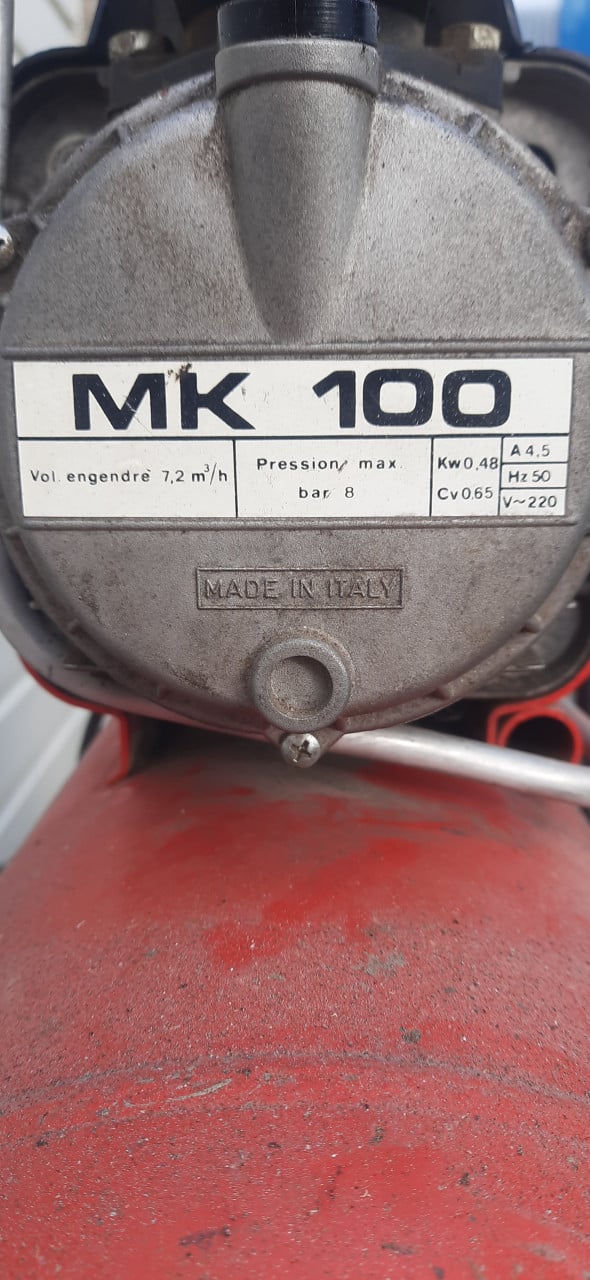 MK 100
Vol. engendrè 7,2 m³/h
Pression max.
bar 8
Kw 0,48
Cv 0.65
A 4,5
Hz 50
V~220
MADE IN ITALY